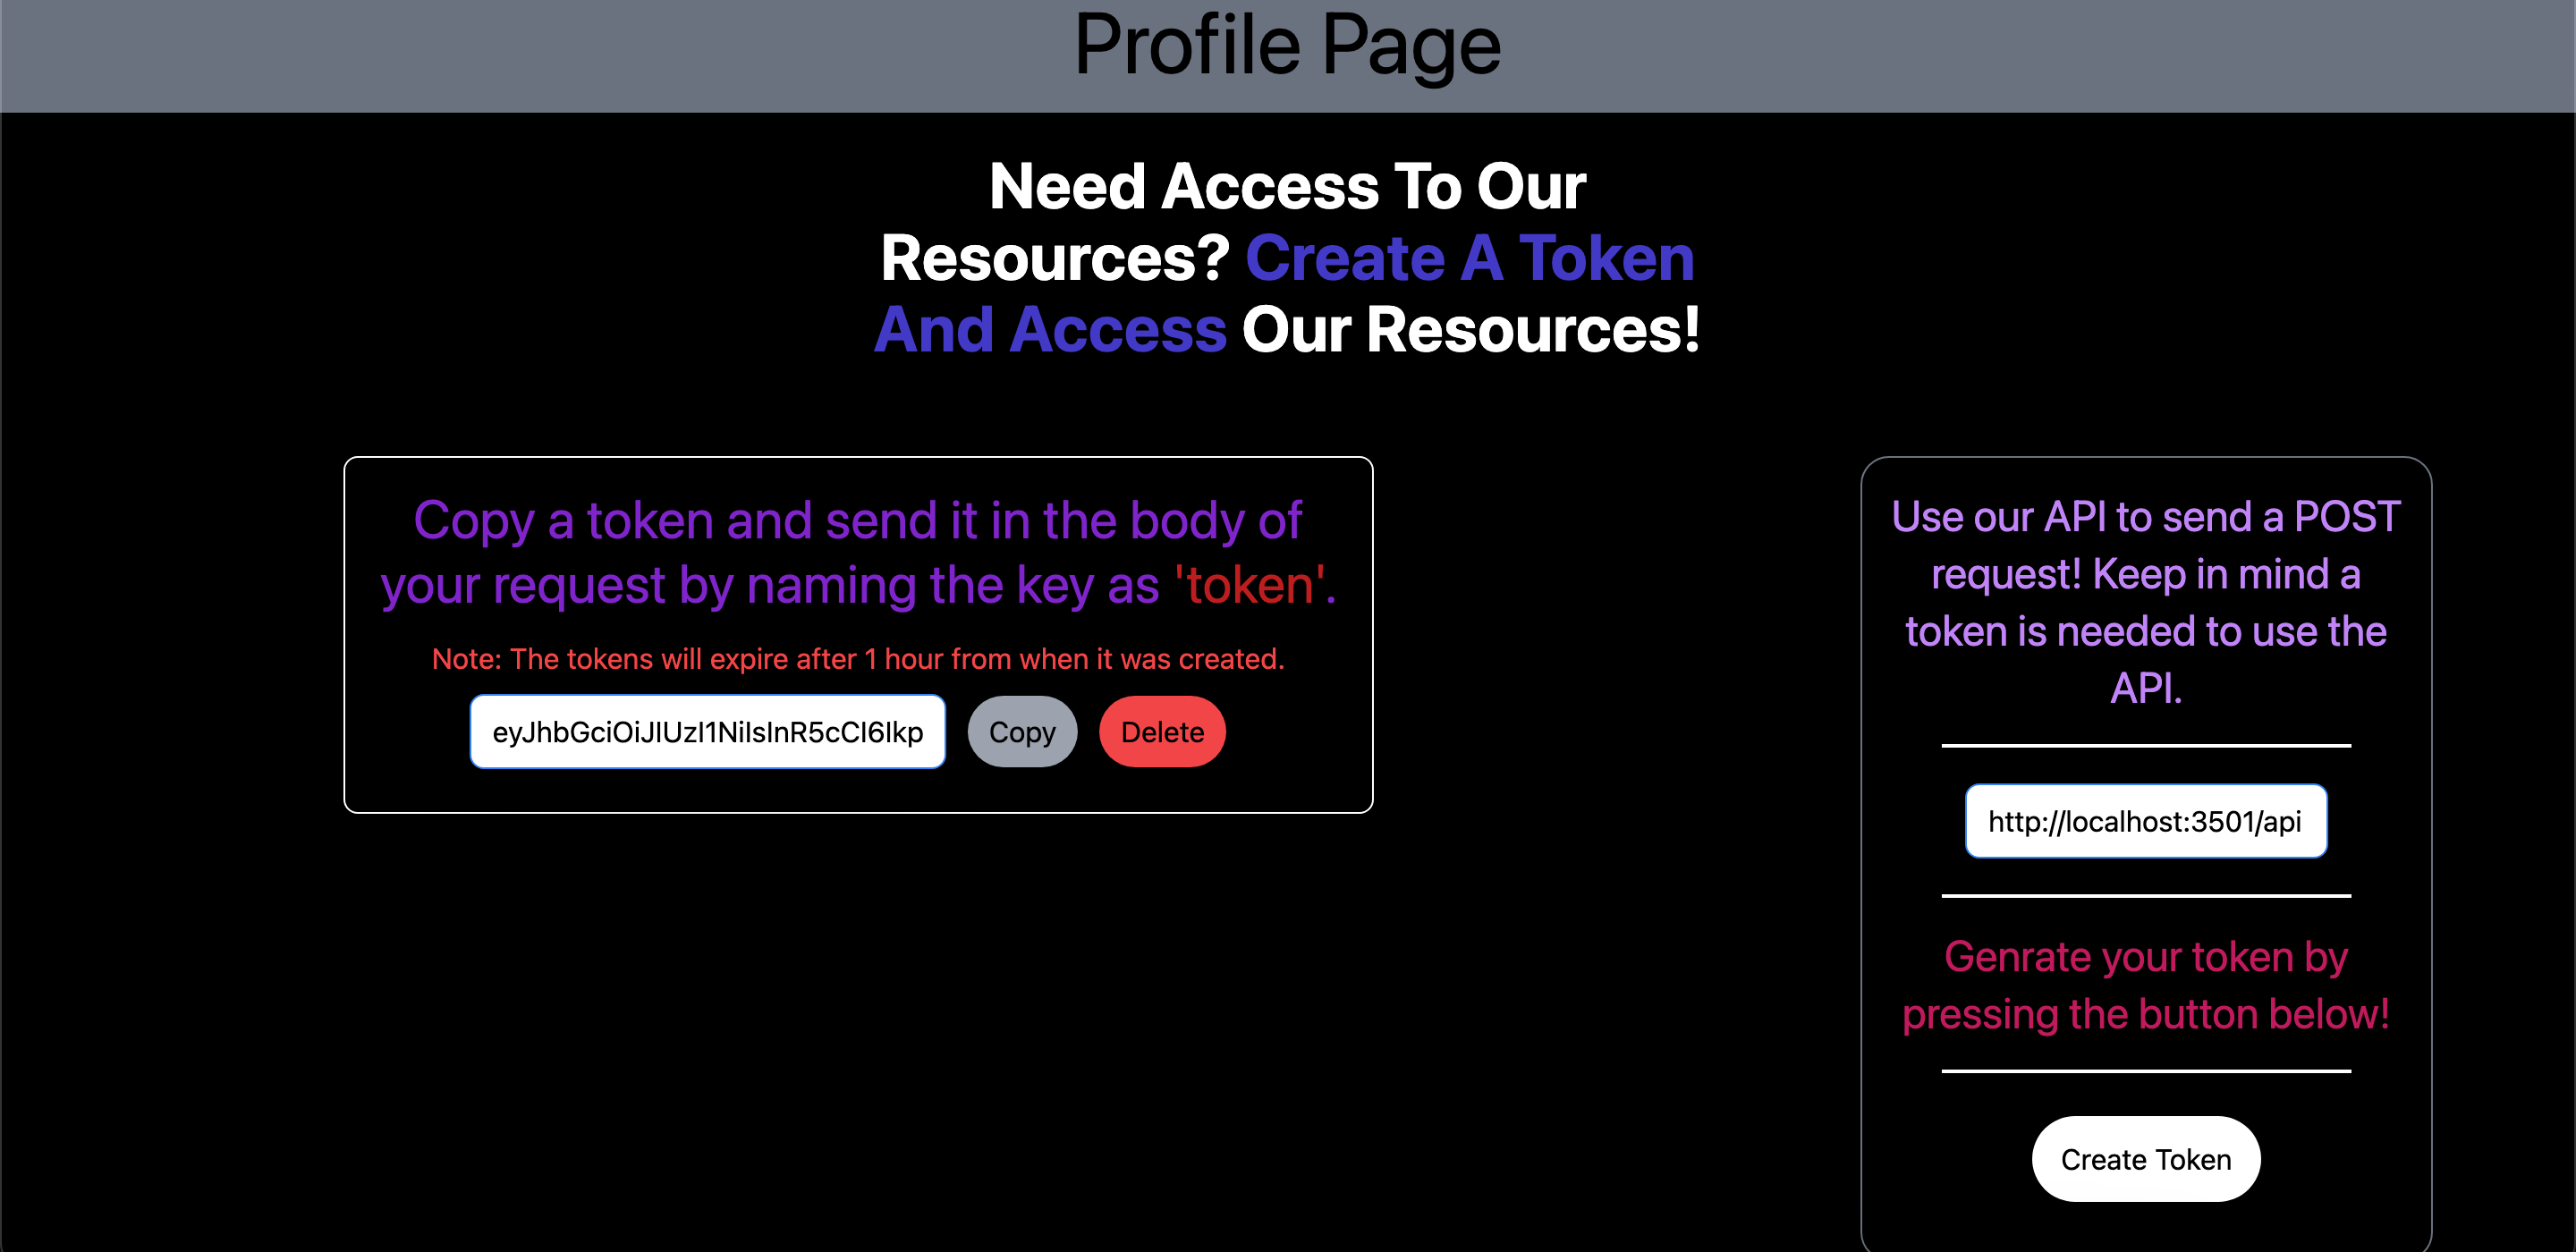 Profile Page
Need Access To Our
Resources? Create A Token
And Access Our Resources!
Copy a token and send it in the body of
your request by naming the key as 'token'.
Note: The tokens will expire after 1 hour from when it was created.
eyJhbGciOiJIUzI1NiIsInR5cCI6Ikp
Copy
Delete
Use our API to send a POST
request! Keep in mind a
token is needed to use the
API.
http://localhost:3501/api
Genrate your token by
pressing the button below!
Create Token